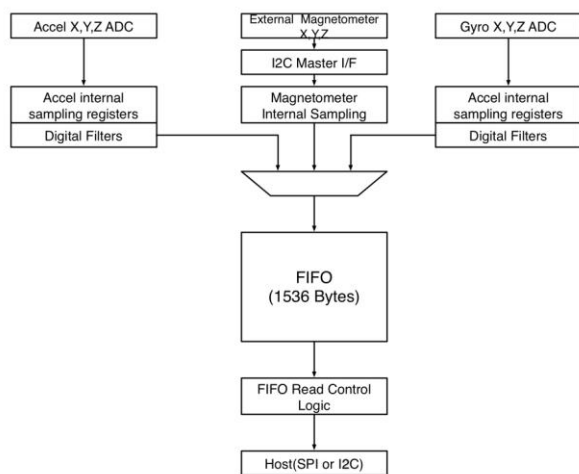 Accel X,Y,Z ADC
External Magnetometer
X,Y,Z
Gyro X,Y,Z ADC
I2C Master I/F
Accel internal
sampling registers
Digital Filters
Magnetometer
Internal Sampling
Accel internal
sampling registers
Digital Filters
FIFO
(1536 Bytes)
FIFO Read Control
Logic
Host(SPI or I2C)